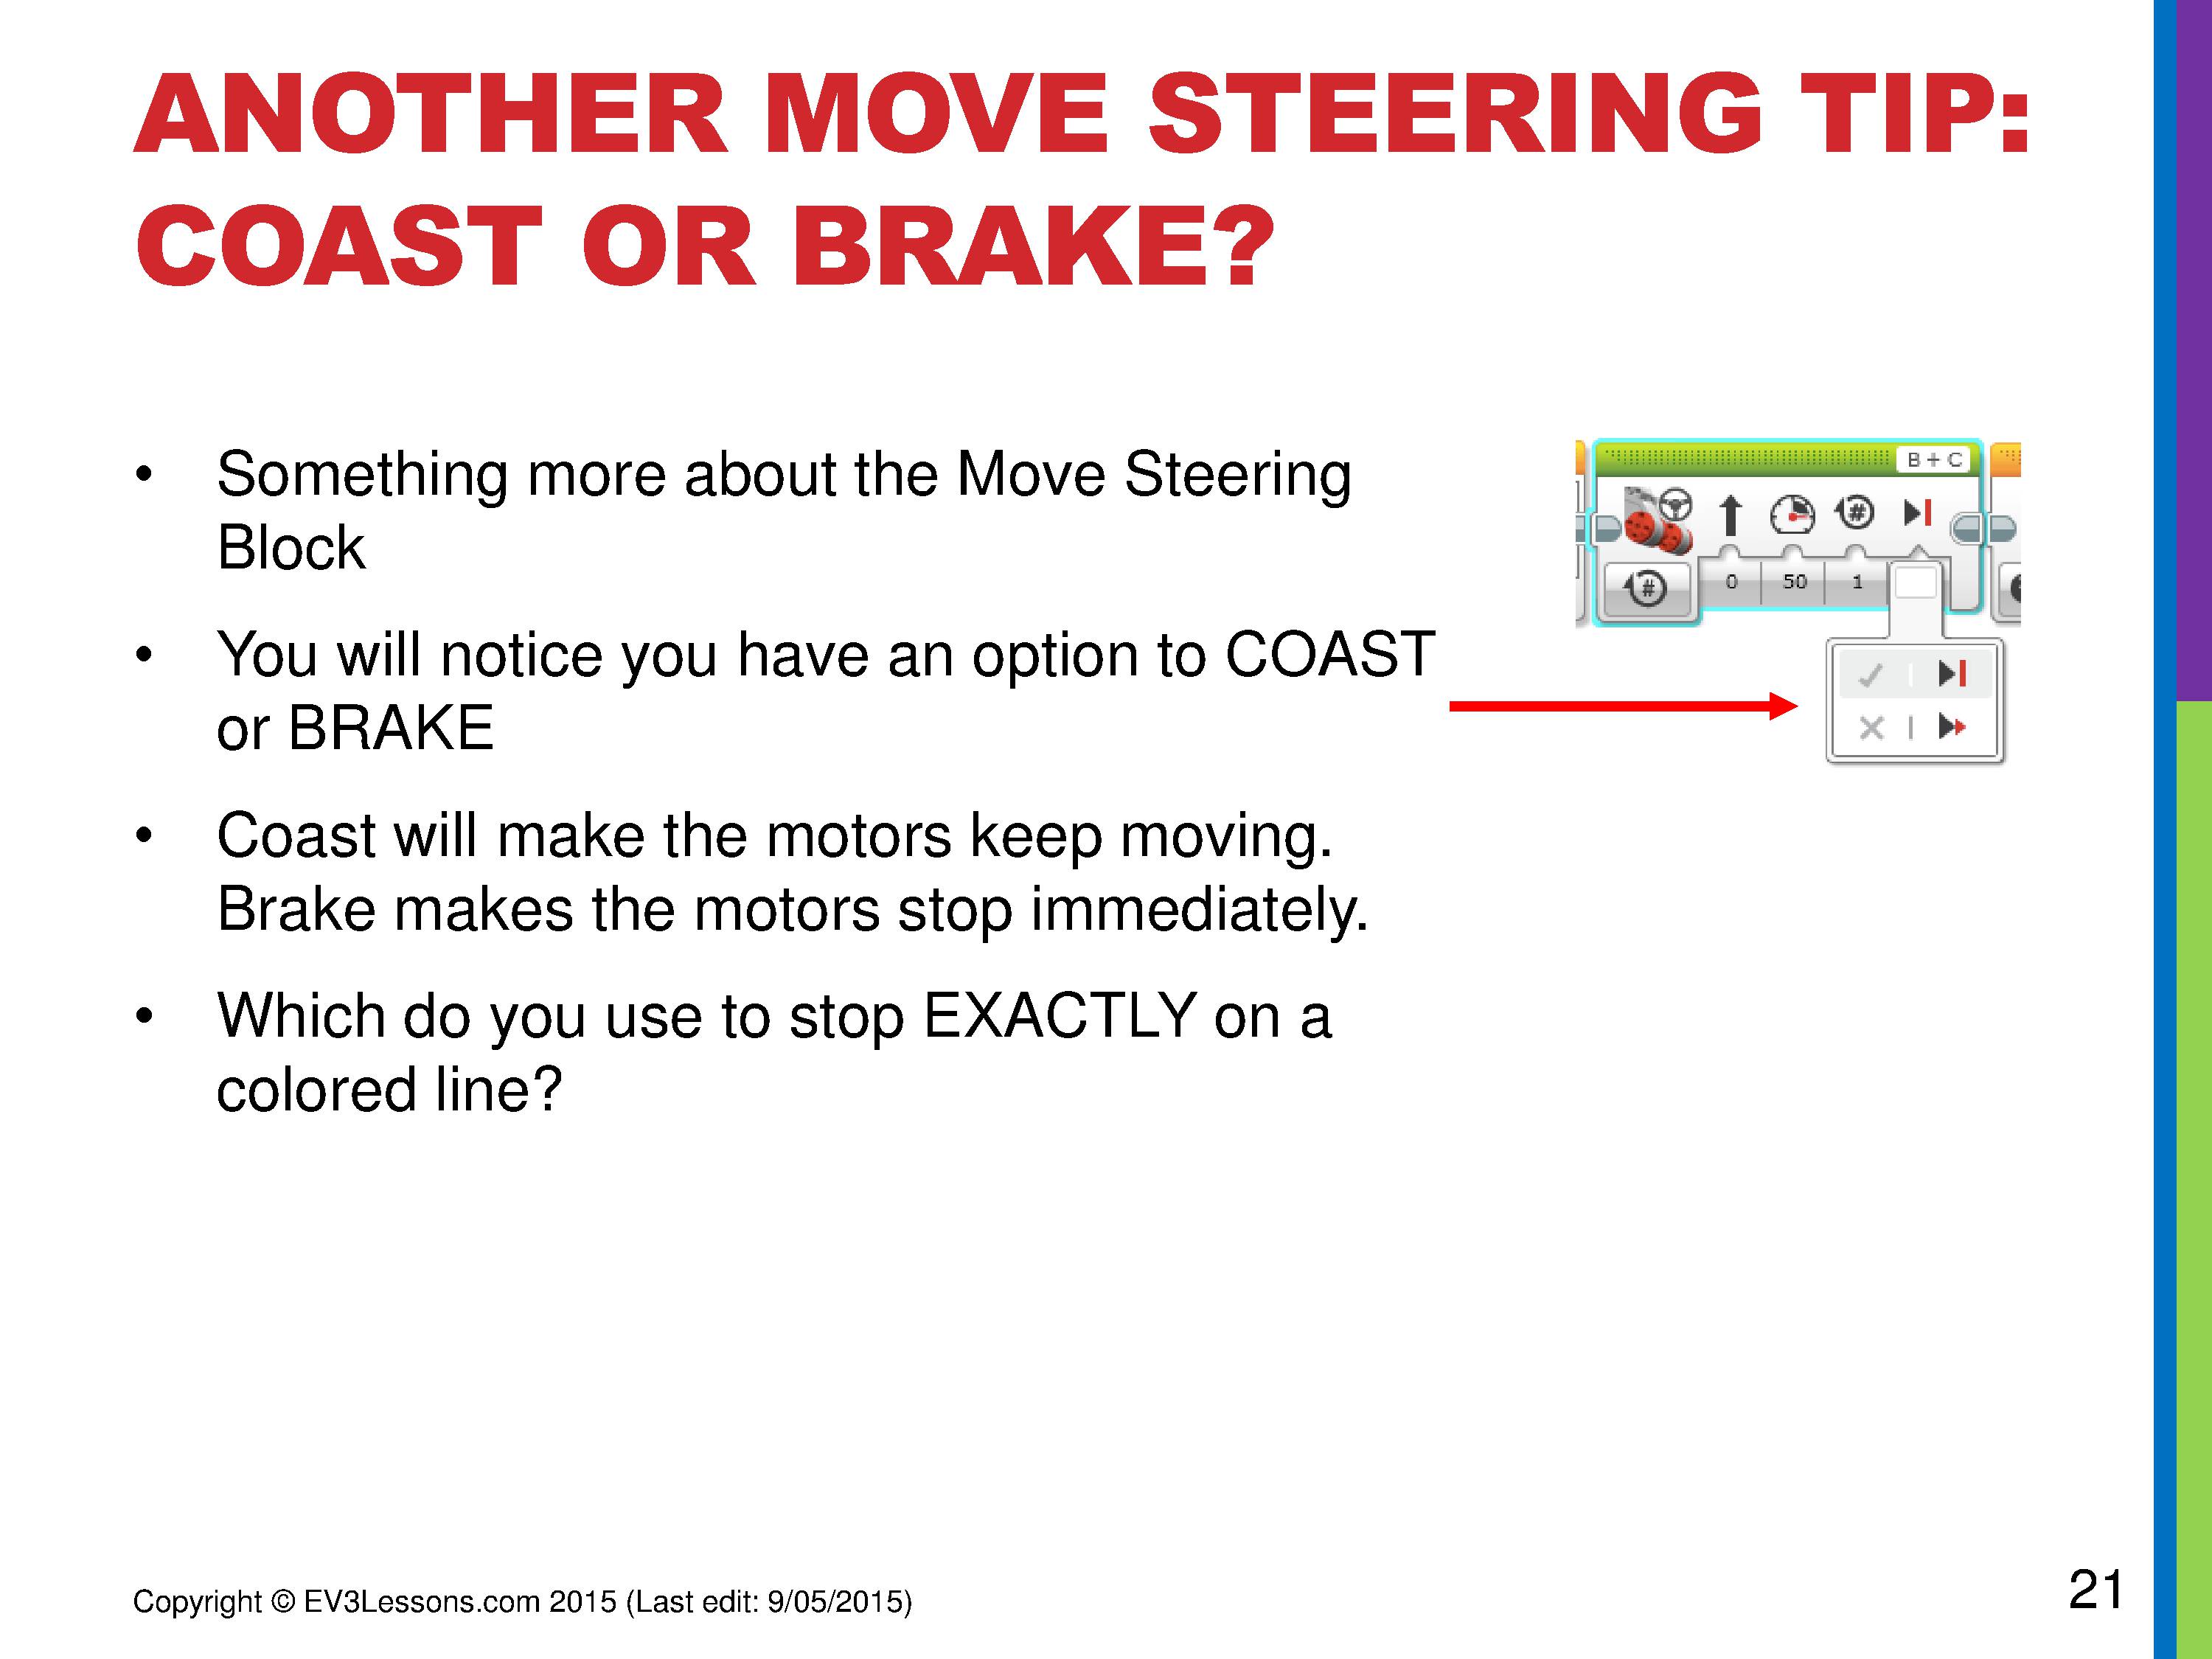 ANOTHER MOVE STEERING TIP:
COAST OR BRAKE?
• Something more about the Move Steering
Block
• You will notice you have an option to COAST
or BRAKE
• Coast will make the motors keep moving.
Brake makes the motors stop immediately.
• Which do you use to stop EXACTLY on a
colored line?
B + C
#
# 0 50 1
Copyright © EV3Lessons.com 2015 (Last edit: 9/05/2015)
21